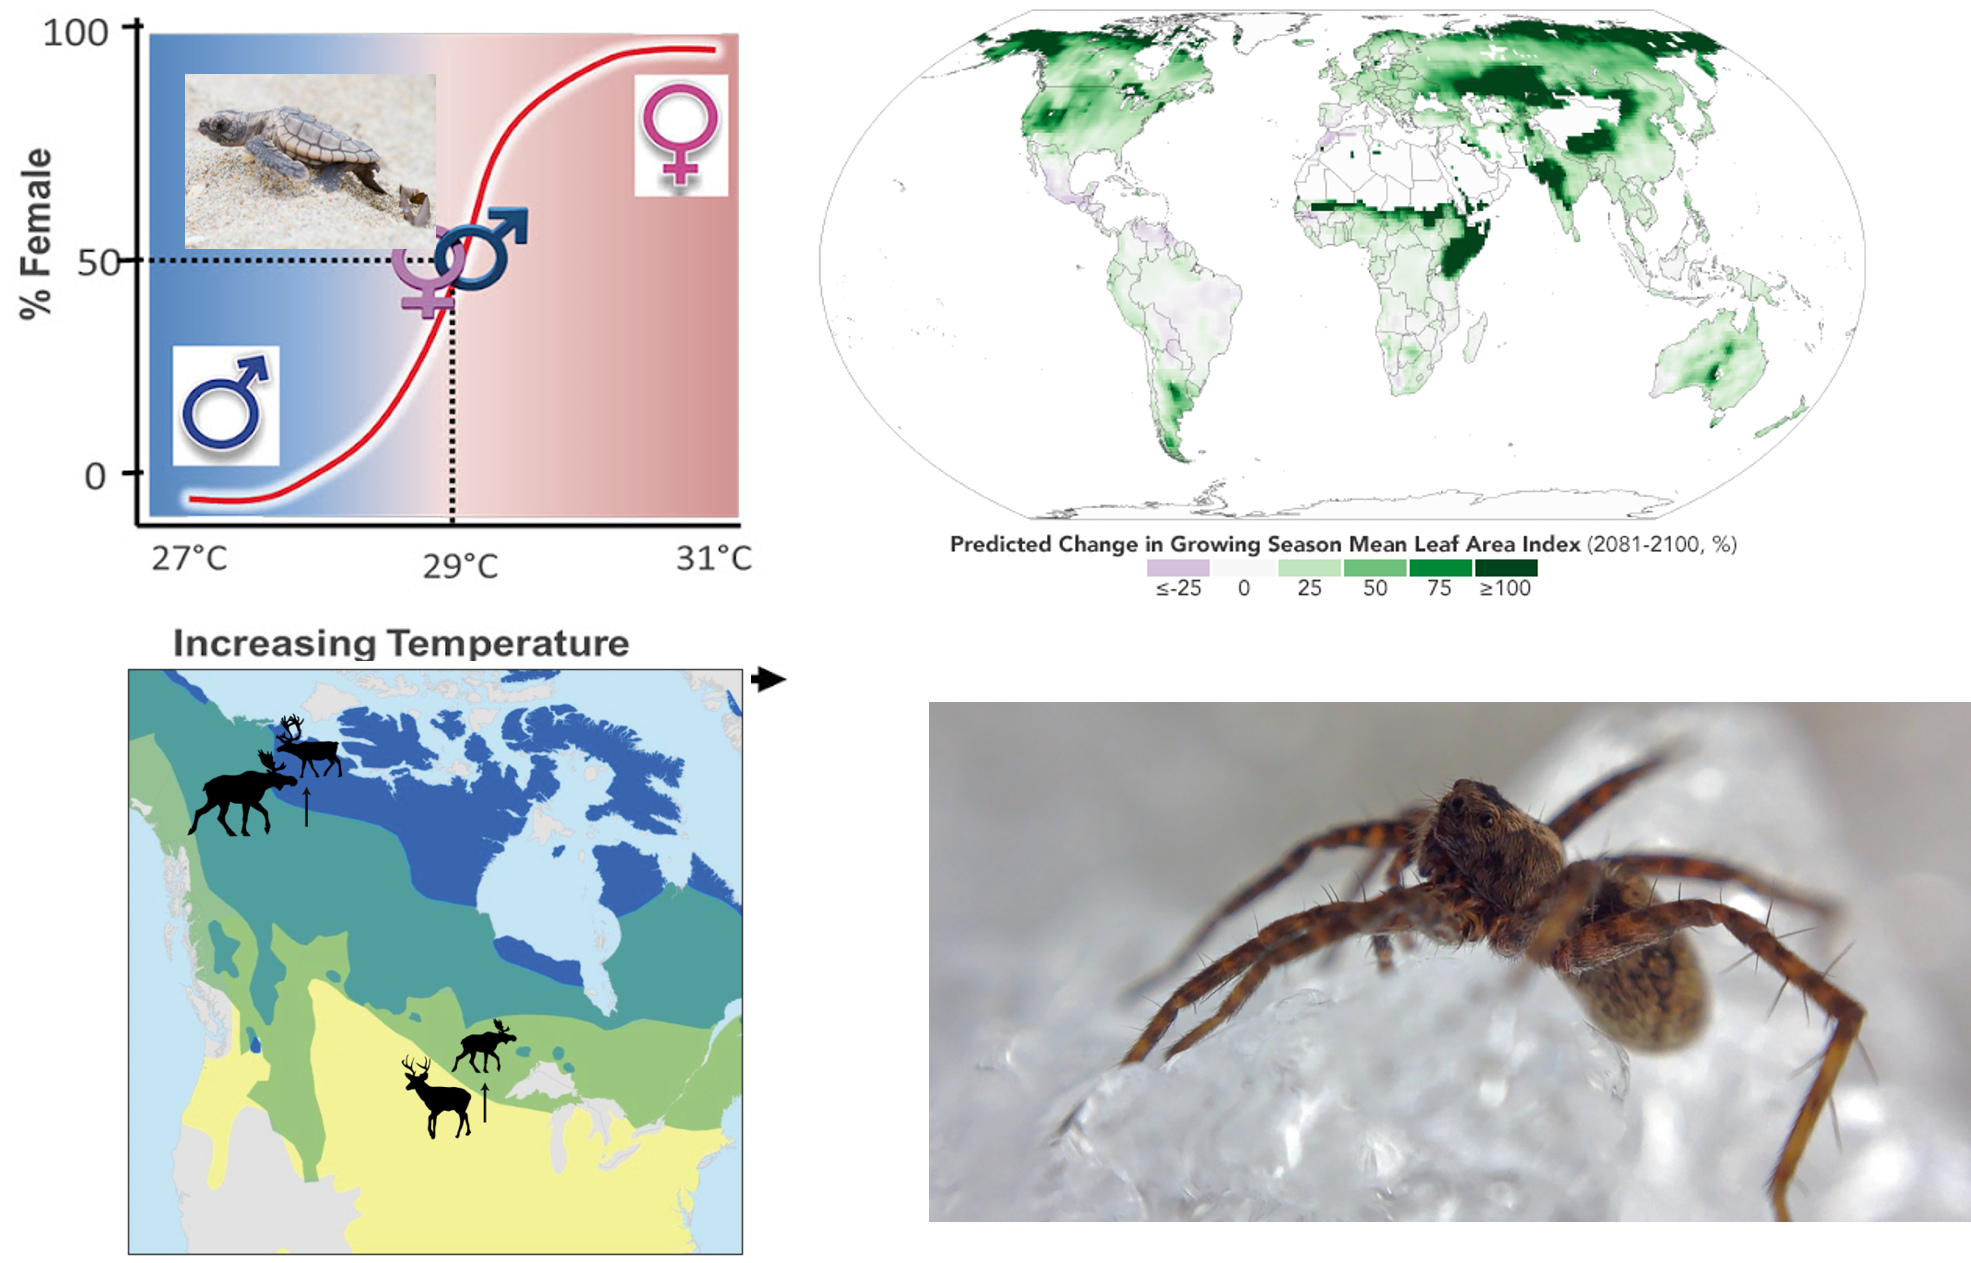 100
50
0
% Female
27°C
29°C
31°C
Increasing Temperature
Predicted Change in Growing Season Mean Leaf Area Index (2081-2100, %)
≤-25 0 25 50 75 ≥100